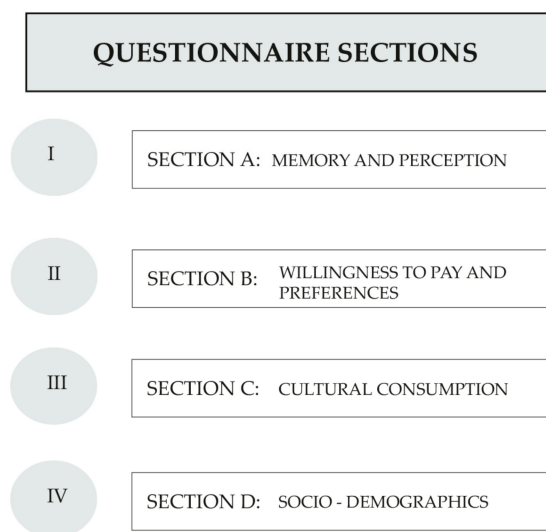 QUESTIONNAIRE SECTIONS
I
SECTION A: MEMORY AND PERCEPTION
II
SECTION B: WILLINGNESS TO PAY AND
PREFERENCES
III
SECTION C: CULTURAL CONSUMPTION
IV
SECTION D: SOCIO - DEMOGRAPHICS